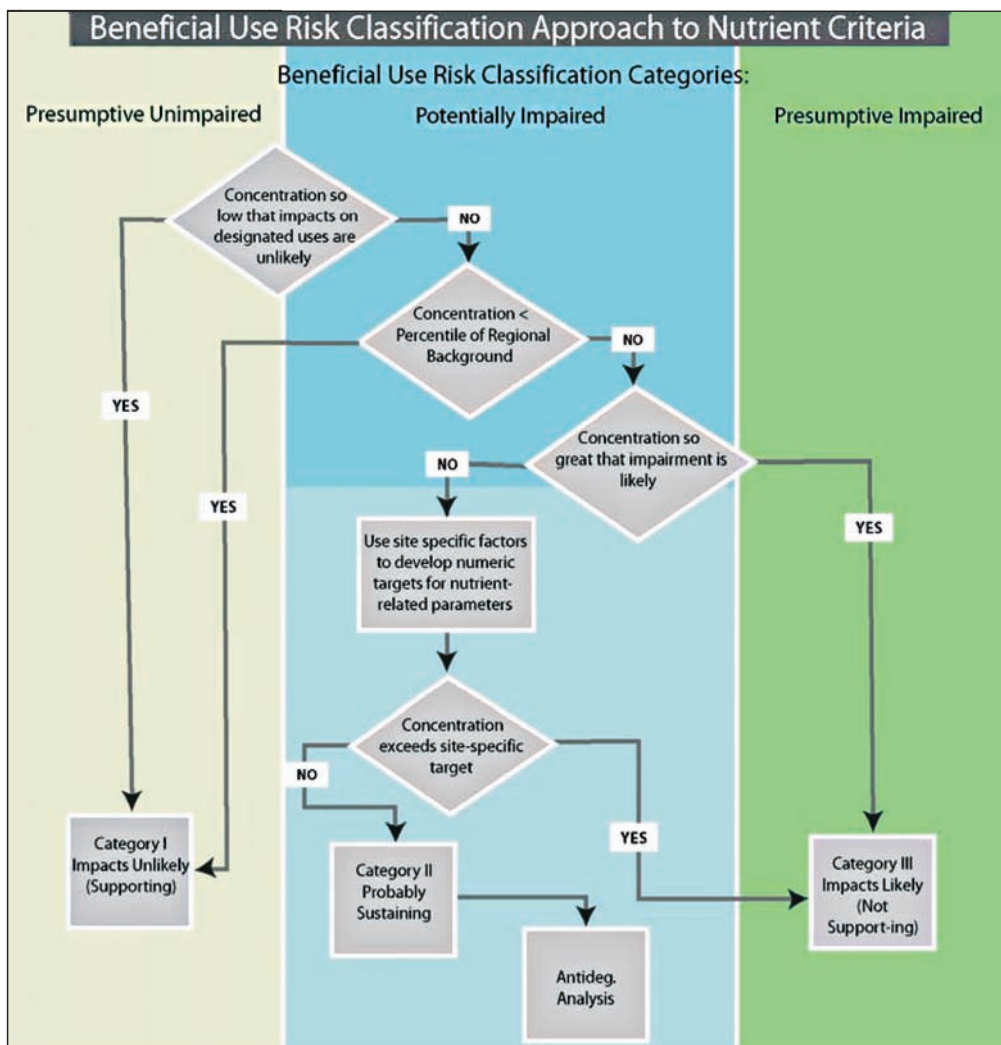 Beneficial Use Risk Classification Approach to Nutrient Criteria
Beneficial Use Risk Classification Categories:
Presumptive Unimpaired
Potentially Impaired
Presumptive Impaired
Concentration so
low that impacts on
designated uses are
unlikely
NO
Concentration <
Percentile of Regional
Background
NO
YES
Concentration so
great that impairment is
likely
NO
YES
YES
Use site specific factors
to develop numeric
targets for nutrient-
related parameters
Concentration
exceeds site-specific
target
NO
YES
Category I
Impacts Unlikely
(Supporting)
Category II
Probably
Sustaining
Category III
Impacts Likely
(Not
Support-ing)
Antideg.
Analysis